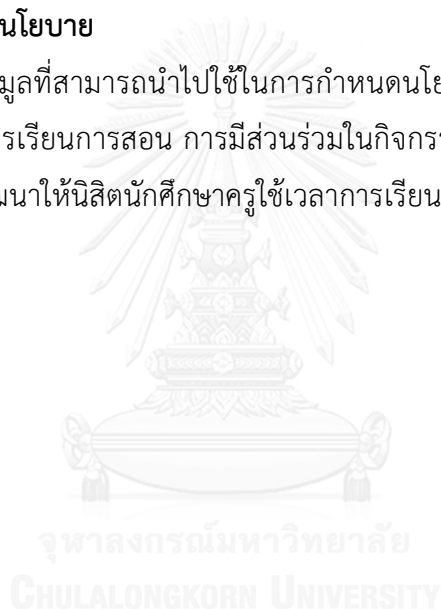 นโยบาย
มูลที่สามารถนำไปใช้ในการกำหนดนโย
รเรียนการสอน การมีส่วนร่วมในกิจกรร
ฒนาให้นิสิตนักศึกษาครูใช้เวลาการเรียน
จุฬาลงกรณ์มหาวิทยาลัย
CHULALONGKORN UNIVERSITY